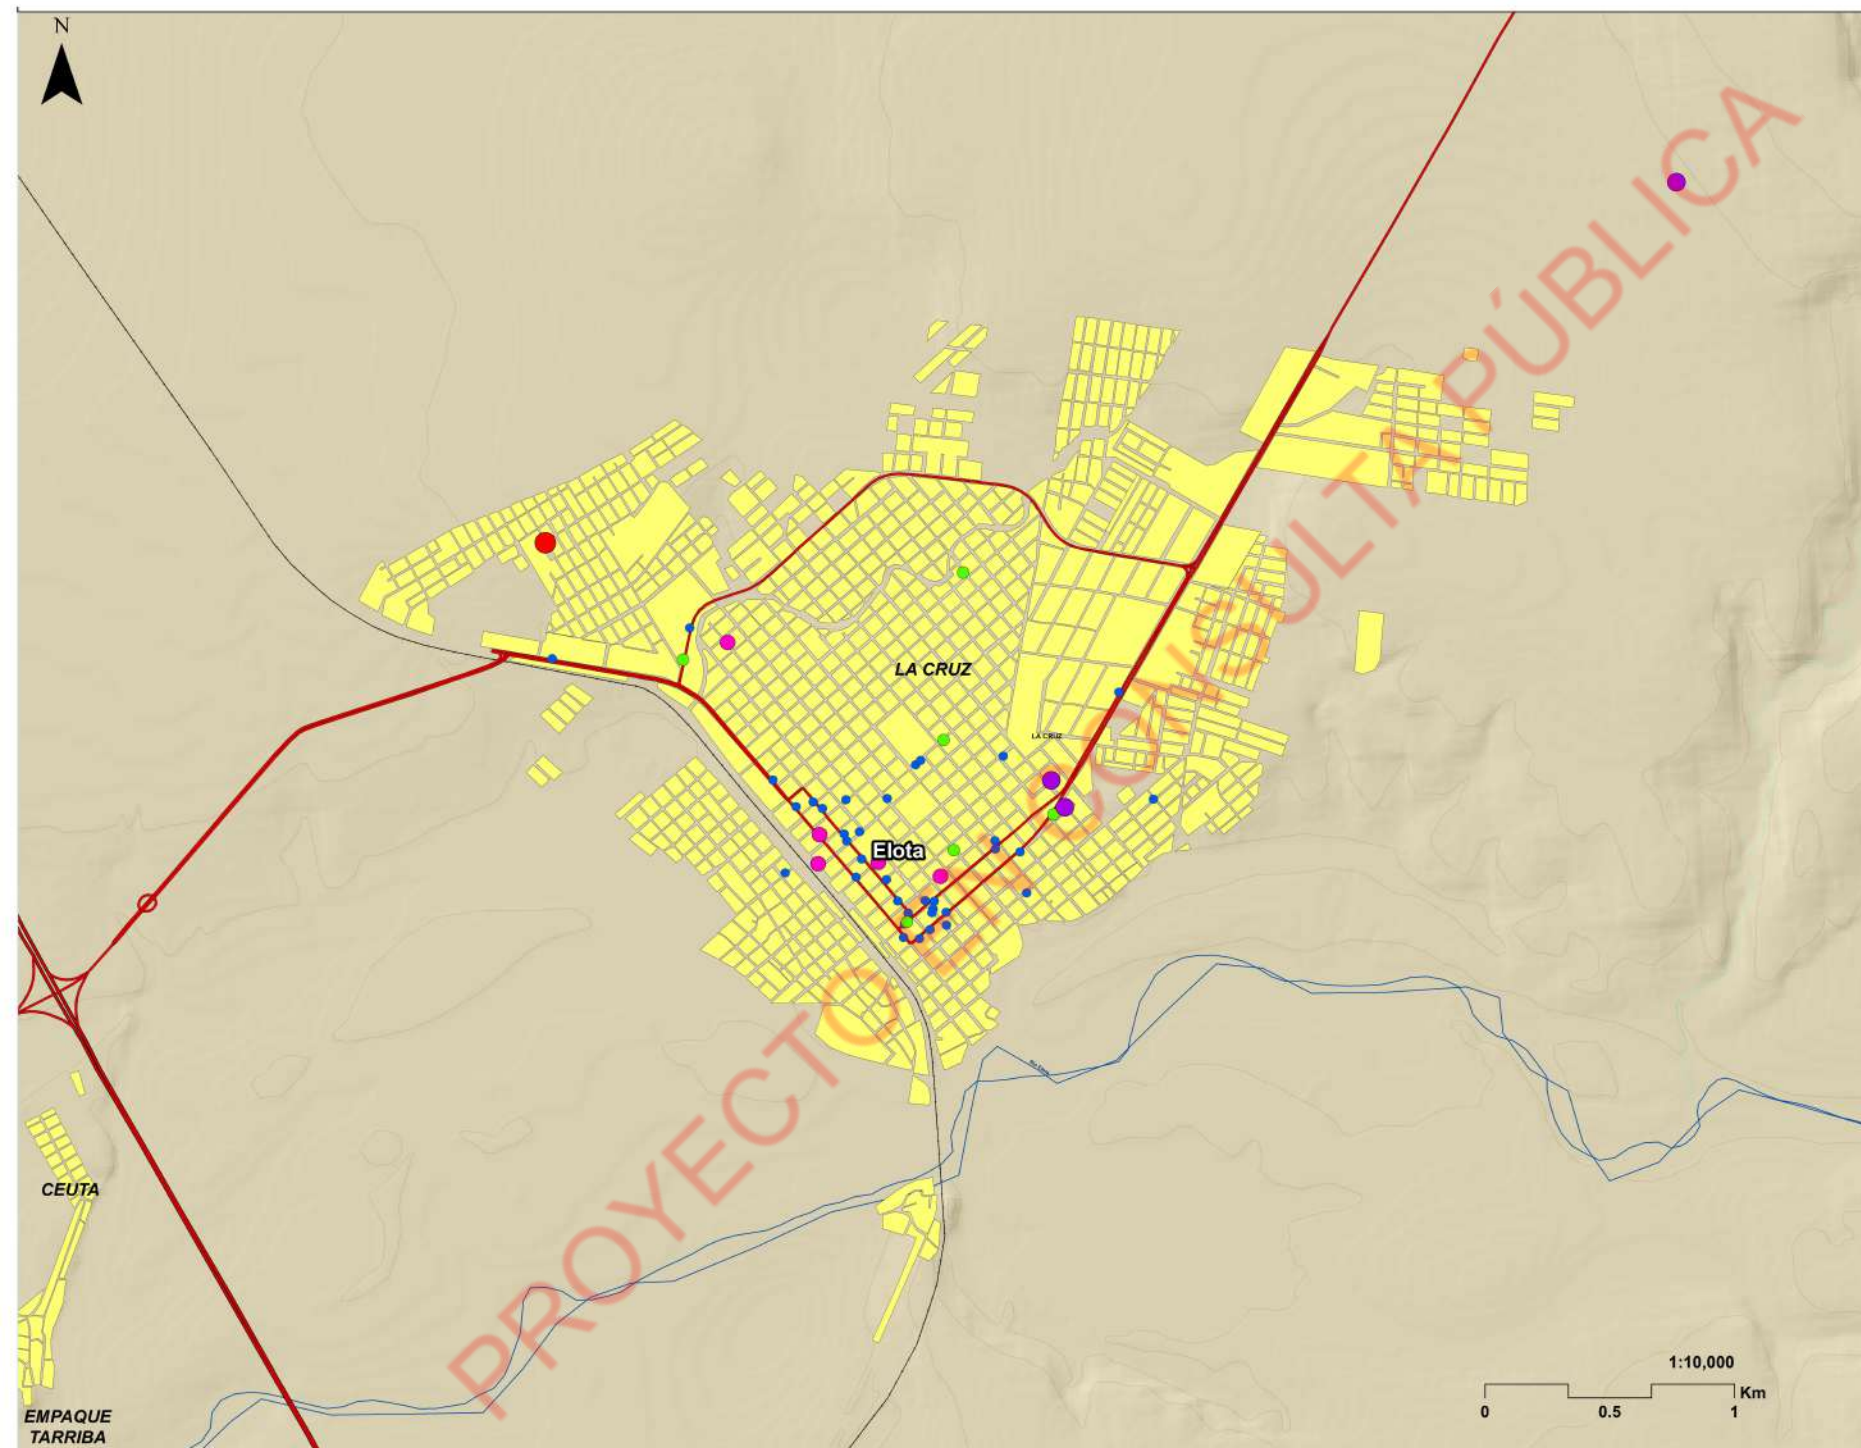 N
PROYECTO EN CONSULTA PÚBLICA
LA CRUZ
LA CRUZ
Elota
CEUTA
EMPAQUE
TARRIBA
1:10,000
Km
0 0.5 1